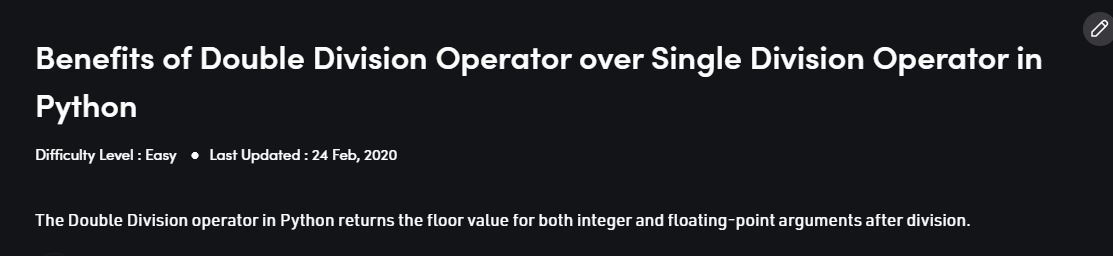 Benefits of Double Division Operator over Single Division Operator in
Python
Difficulty Level : Easy ● Last Updated : 24 Feb, 2020
The Double Division operator in Python returns the floor value for both integer and floating-point arguments after division.